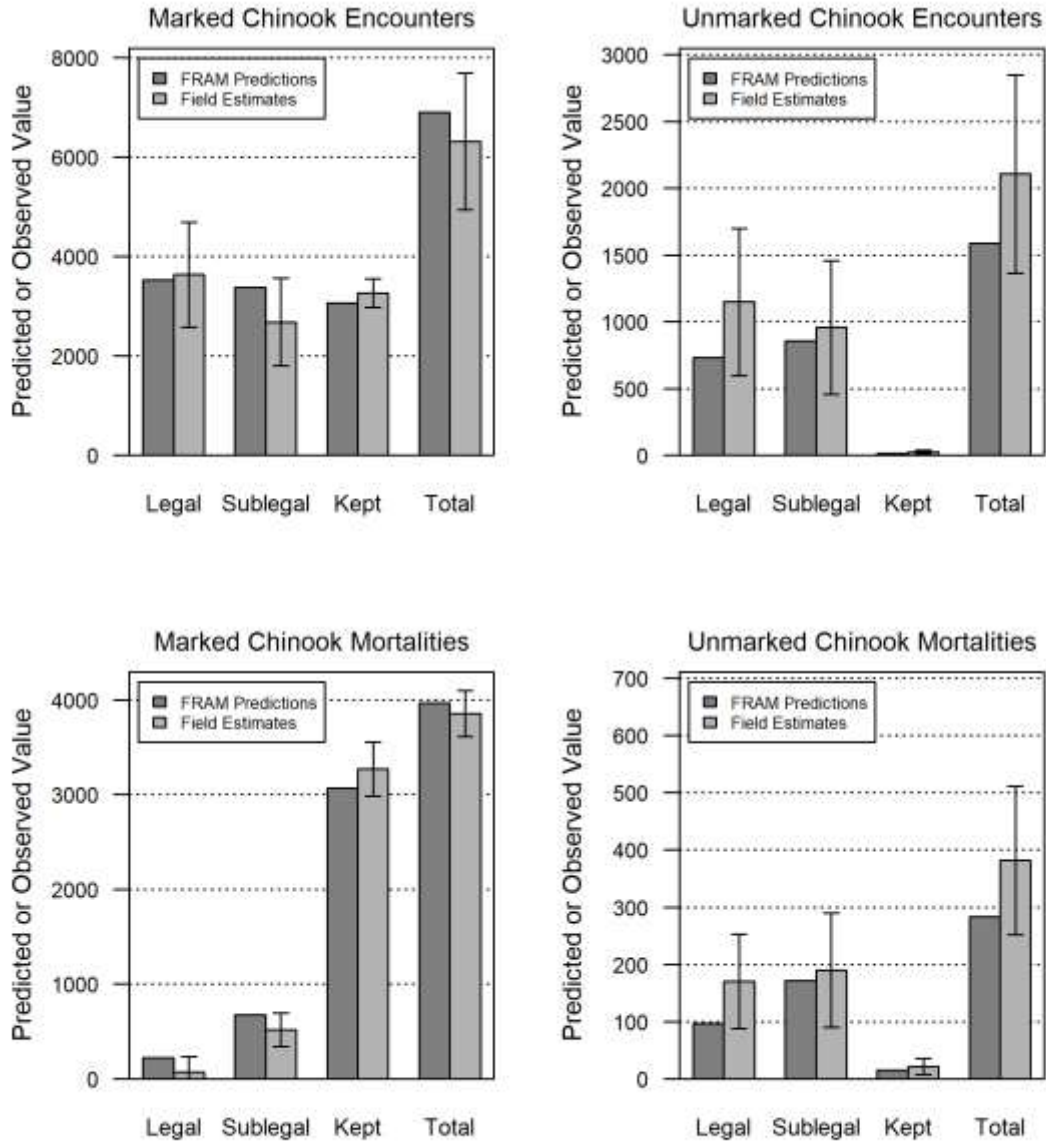 Marked Chinook Encounters
Predicted or Observed Value
8000
6000
4000
2000
0
FRAM Predictions
Field Estimates
Legal Sublegal Kept Total
Unmarked Chinook Encounters
Predicted or Observed Value
3000
2500
2000
1500
1000
500
0
FRAM Predictions
Field Estimates
Legal Sublegal Kept Total
Marked Chinook Mortalities
Predicted or Observed Value
4000
3000
2000
1000
0
FRAM Predictions
Field Estimates
Legal Sublegal Kept Total
Unmarked Chinook Mortalities
Predicted or Observed Value
700
600
500
400
300
200
100
0
FRAM Predictions
Field Estimates
Legal Sublegal Kept Total